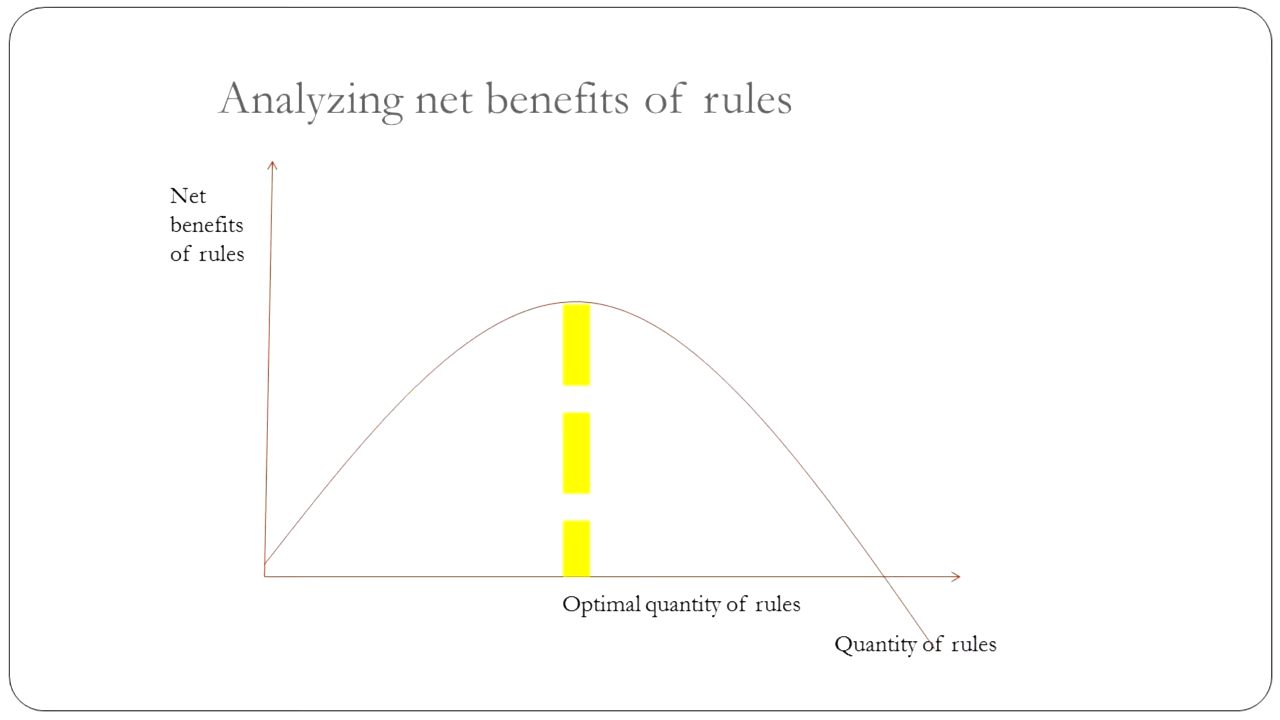 Analyzing net benefits of rules
Net
benefits
of rules
Optimal quantity of rules
Quantity of rules